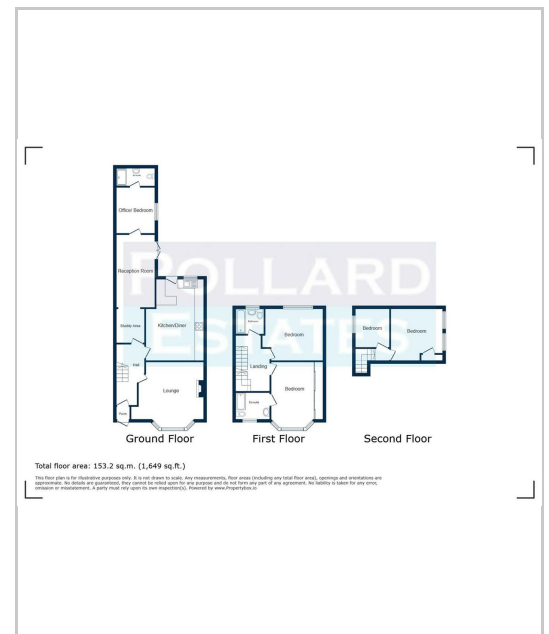 POLLARD
ESTATES
Office/ Bedroom
Reception Room
Kitchen/Diner
Study Area
Hall
Lounge
Porch
Ground Floor
Bathroom
Bedroom
Landing
Bedroom
En-suite
First Floor
Bedroom
Bedroom
Second Floor
Total floor area: 153.2 sq.m. (1,649 sq.ft.)
This floor plan is for illustrative purposes only. It is not drawn to scale. Any measurements, floor areas (including any total floor area), openings and orientations are
approximate. No details are guaranteed, they cannot be relied upon for any purpose and do not form any part of any agreement. No liability is taken for any error,
omission or misstatement. A party must rely upon its own inspection(s). Powered by www.Propertybox.io